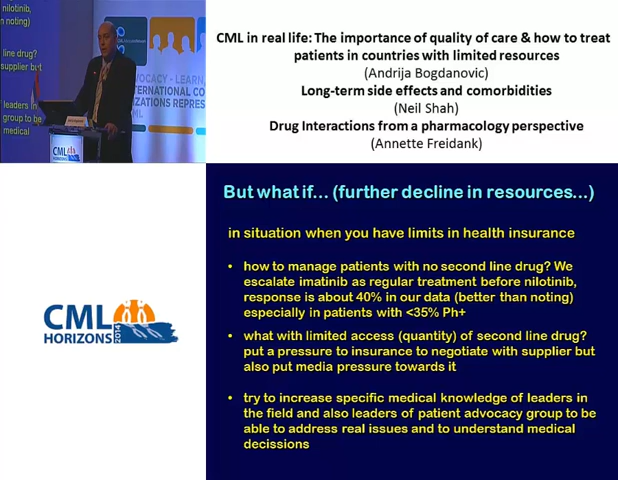 nilotinib,
n noting)
line drug?
supplier but
leaders in
group to be
medical
CML
HORIZONS
CML in real life: The importance of quality of care & how to treat
patients in countries with limited resources
(Andrija Bogdanovic)
Long-term side effects and comorbidities
(Neil Shah)
Drug Interactions from a pharmacology perspective
(Annette Freidank)
CML
HORIZONS
2014
But what if... (further decline in resources...)
in situation when you have limits in health insurance
• how to manage patients with no second line drug? We
escalate imatinib as regular treatment before nilotinib,
response is about 40% in our data (better than noting)
especially in patients with <35% Ph+
• what with limited access (quantity) of second line drug?
put a pressure to insurance to negotiate with supplier but
also put media pressure towards it
• try to increase specific medical knowledge of leaders in
the field and also leaders of patient advocacy group to be
able to address real issues and to understand medical
decissions